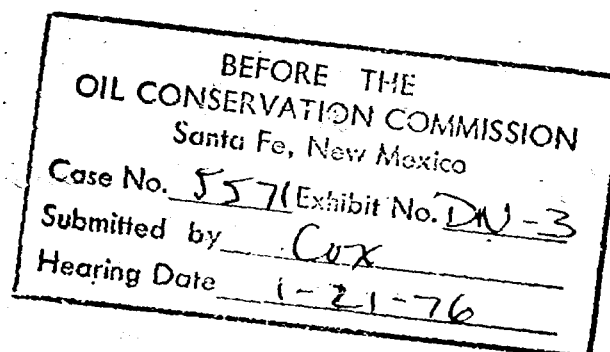 BEFORE THE
OIL CONSERVATION COMMISSION
Santa Fe, New Mexico
Case No. 5571 Exhibit No. DN-3
Submitted by Cox
Hearing Date 1-21-76